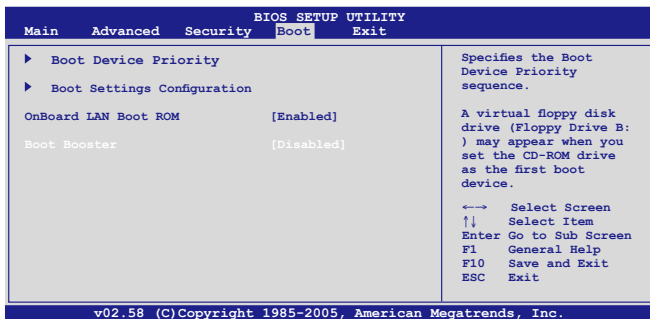 BIOS SETUP UTILITY
Main Advanced Security Boot Exit
Boot Device Priority
Boot Settings Configuration
OnBoard LAN Boot ROM [Enabled]
Boot Booster [Disabled]
Specifies the Boot
Device Priority
sequence.
A virtual floppy disk
drive (Floppy Drive B:
) may appear when you
set the CD-ROM drive
as the first boot
device.
←→ Select Screen
↑↓ Select Item
Enter Go to Sub Screen
F1 General Help
F10 Save and Exit
ESC Exit
v02.58 (C)Copyright 1985-2005, American Megatrends, Inc.